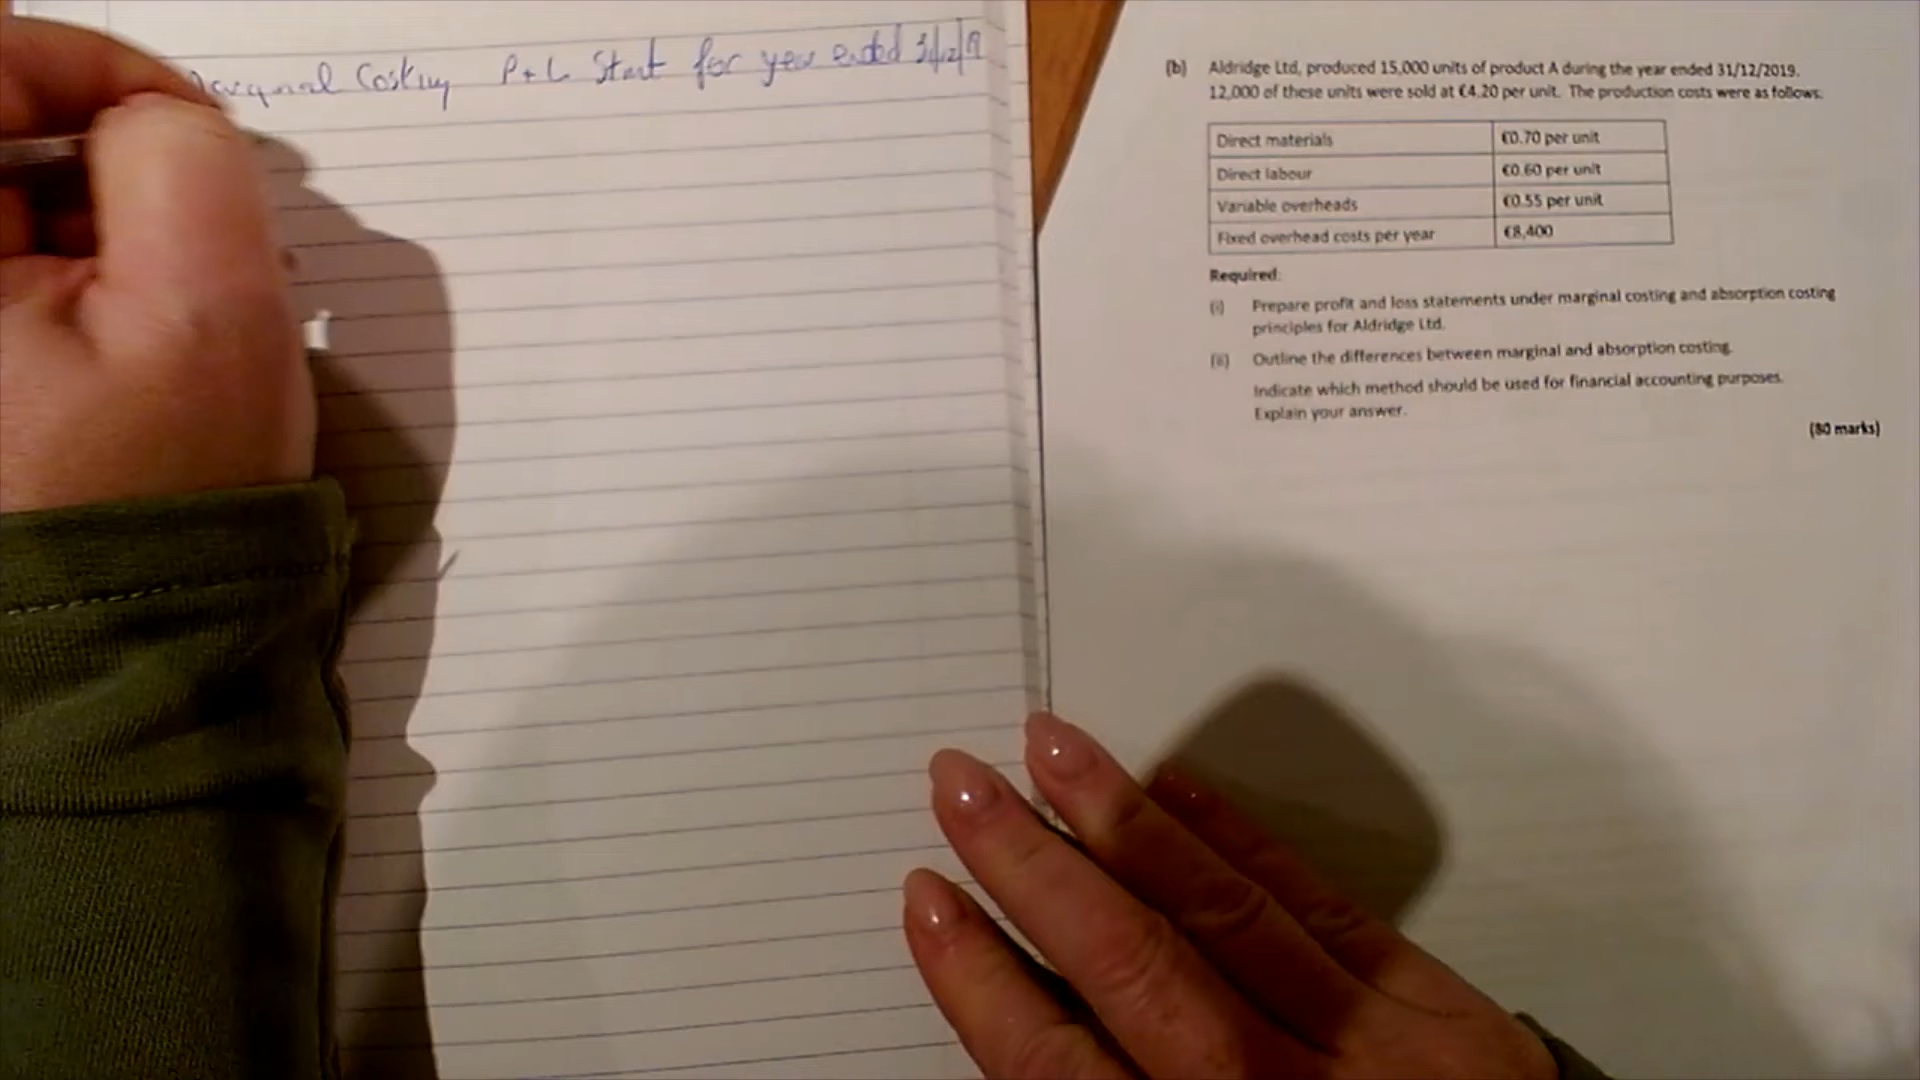 Marginal Costing P+L Stmt for year ended 31/12/19
(b) Aldridge Ltd, produced 15,000 units of product A during the year ended 31/12/2019.
12,000 of these units were sold at €4.20 per unit. The production costs were as follows:
Direct materials €0.70 per unit
Direct labour €0.60 per unit
Variable overheads €0.55 per unit
Fixed overhead costs per year €8,400
Required:
(i) Prepare profit and loss statements under marginal costing and absorption costing
principles for Aldridge Ltd.
(ii) Outline the differences between marginal and absorption costing.
Indicate which method should be used for financial accounting purposes.
Explain your answer.
(80 marks)